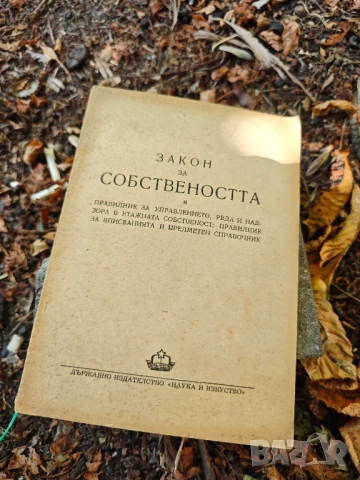 ЗАКОН
ЗА
СОБСТВЕНОСТТА
И
ПРАВИЛНИК ЗА УПРАВЛЕНИЕТО, РЕДА И НАД-
ЗОРА В ЕТАЖНАТА СОБСТВЕНОСТ; ПРАВИЛНИК
ЗА ВПИСВАНИЯТА И ПРЕДМЕТЕН СПРАВОЧНИК
ДЪРЖАВНО ИЗДАТЕЛСТВО «НАУКА И ИЗКУСТВО»
BAZAR